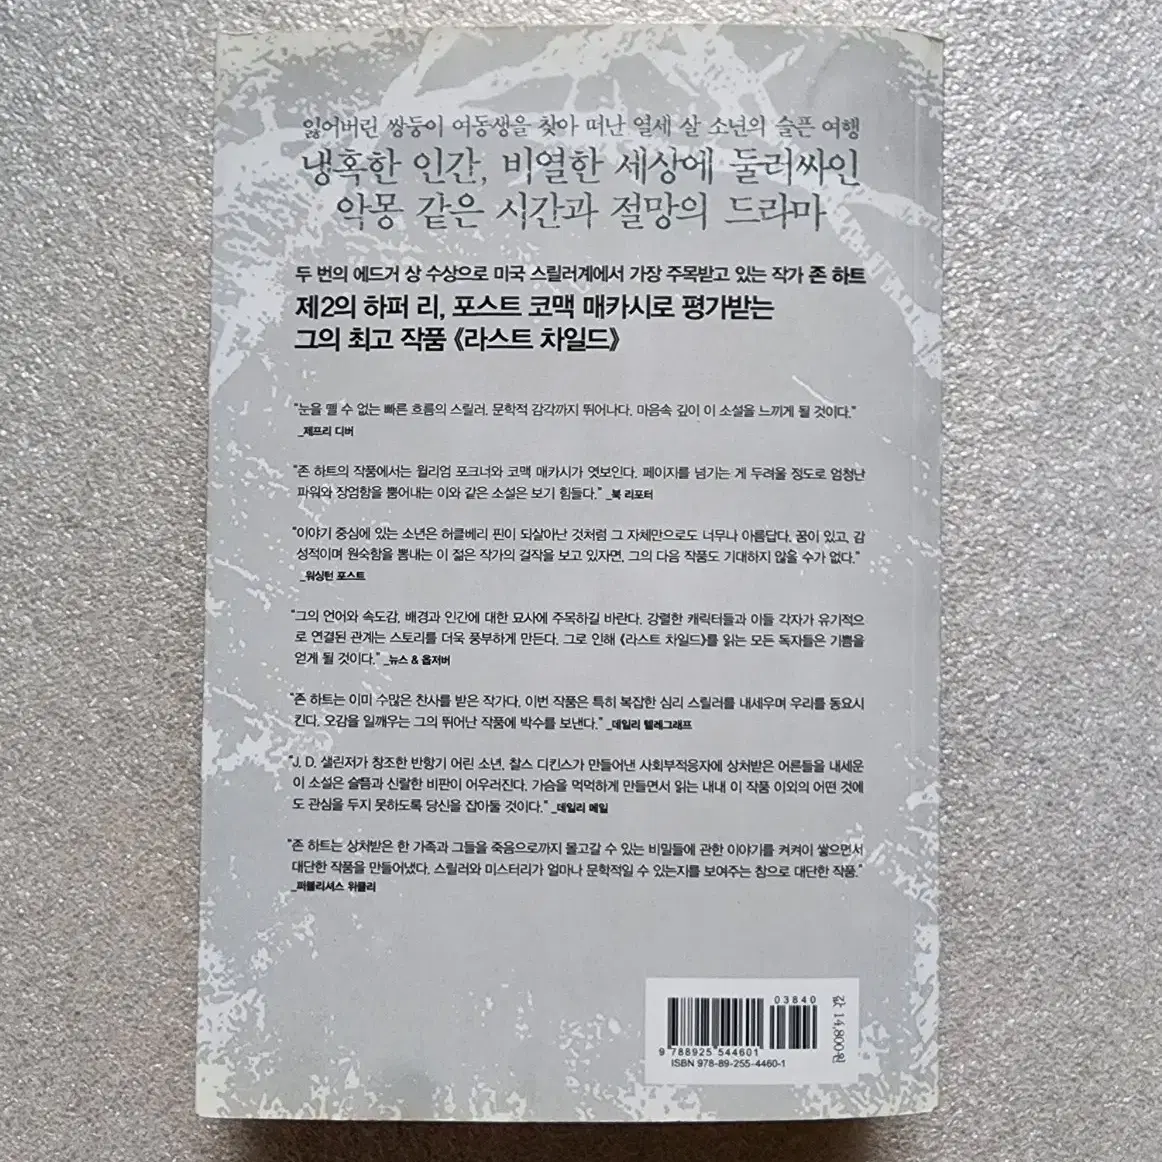 잃어버린 쌍둥이 여동생을 찾아 떠난 열세 살 소년의 슬픈 여행
냉혹한 인간, 비열한 세상에 둘러싸인
악몽 같은 시간과 절망의 드라마
두 번의 에드거 상 수상으로 미국 스릴러계에서 가장 주목받고 있는 작가 존 하트
제2의 하퍼 리, 포스트 코맥 매카시로 평가받는
그의 최고 작품 《라스트 차일드》
"눈을 뗄 수 없는 빠른 흐름의 스릴러. 문학적 감각까지 뛰어나다. 마음속 깊이 이 소설을 느끼게 될 것이다."
_제프리 디버
"존 하트의 작품에서는 윌리엄 포크너와 코맥 매카시가 엿보인다. 페이지를 넘기는 게 두려울 정도로 엄청난
파워와 장엄함을 뿜어내는 이와 같은 소설은 보기 힘들다." _북 리포터
"이야기 중심에 있는 소년은 허클베리 핀이 되살아난 것처럼 그 자체만으로도 너무나 아름답다. 꿈이 있고, 감
성적이며 원숙함을 뽐내는 이 젊은 작가의 걸작을 보고 있자면, 그의 다음 작품도 기대하지 않을 수가 없다."
_워싱턴 포스트
"그의 언어와 속도감, 배경과 인간에 대한 묘사에 주목하길 바란다. 강렬한 캐릭터들과 이들 각자가 유기적으
로 연결된 관계는 스토리를 더욱 풍부하게 만든다. 그로 인해 《라스트 차일드》를 읽는 모든 독자들은 기쁨을
얻게 될 것이다." _뉴스 & 옵저버
"존 하트는 이미 수많은 찬사를 받은 작가다. 이번 작품은 특히 복잡한 심리 스릴러를 내세우며 우리를 동요시
킨다. 오감을 일깨우는 그의 뛰어난 작품에 박수를 보낸다." _데일리 텔레그래프
"J. D. 샐린저가 창조한 반항기 어린 소년, 찰스 디킨스가 만들어낸 사회부적응자에 상처받은 어른들을 내세운
이 소설은 슬픔과 신랄한 비판이 어우러진다. 가슴을 먹먹하게 만들면서 읽는 내내 이 작품 이외의 어떤 것에
도 관심을 두지 못하도록 당신을 잡아둘 것이다." _데일리 메일
"존 하트는 상처받은 한 가족과 그들을 죽음으로까지 몰고갈 수 있는 비밀들에 관한 이야기를 켜켜이 쌓으면서
대단한 작품을 만들어냈다. 스릴러와 미스터리가 얼마나 문학적일 수 있는지를 보여주는 참으로 대단한 작품."
_퍼블리셔스 위클리
03840
9 788925 544601
ISBN 978-89-255-4460-1
값 14,800원